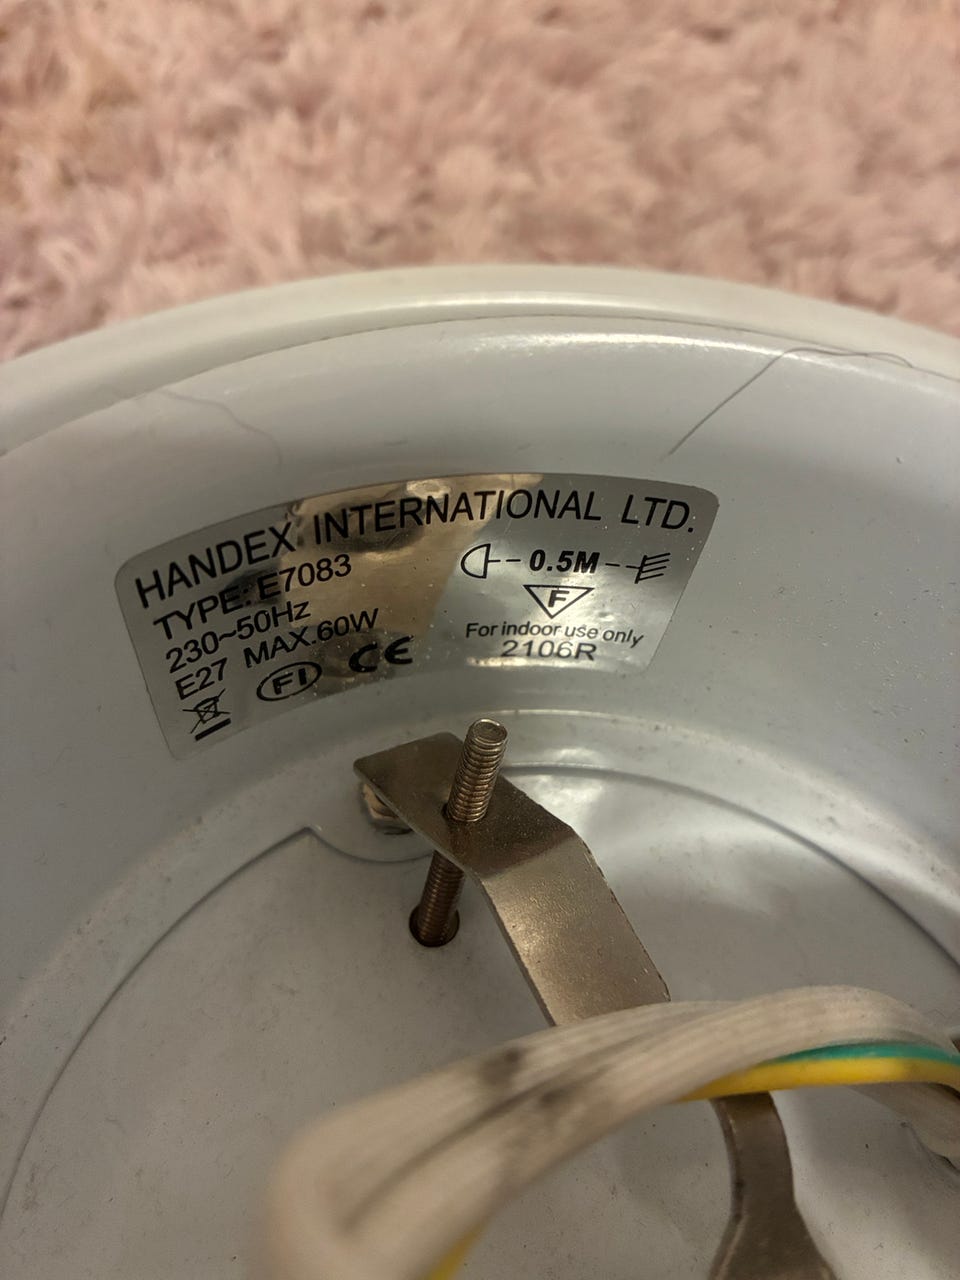 HANDEX INTERNATIONAL LTD.
TYPE: E7083
230~50Hz
E27 MAX.60W
FI CE
0.5M
F
For indoor use only
2106R